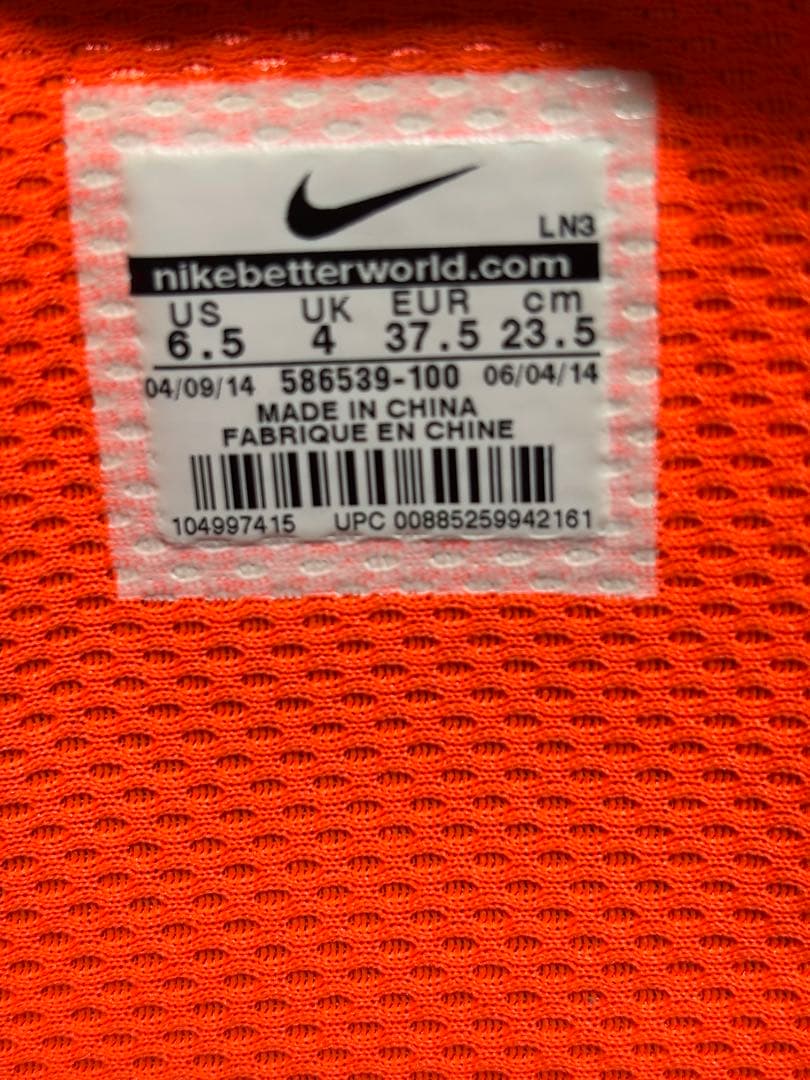 LN3
nikebetterworld.com
US UK EUR cm
6.5 4 37.5 23.5
04/09/14 586539-100 06/04/14
MADE IN CHINA
FABRIQUE EN CHINE
104997415 UPC 00885259942161